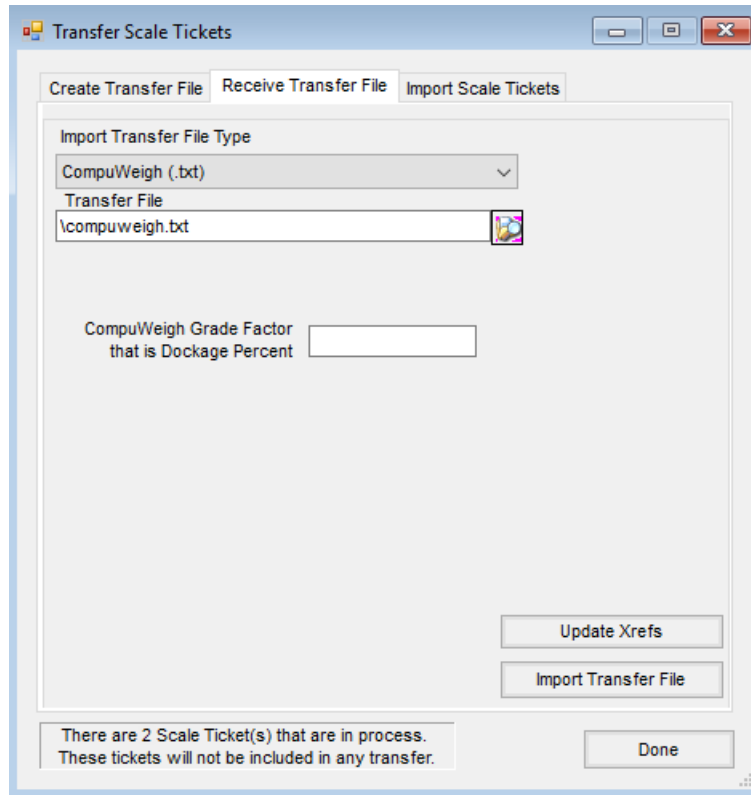 Transfer Scale Tickets
Create Transfer File
Receive Transfer File
Import Scale Tickets
Import Transfer File Type
CompuWeigh (.txt)
Transfer File
\compuweigh.txt
CompuWeigh Grade Factor
that is Dockage Percent
Update Xrefs
Import Transfer File
There are 2 Scale Ticket(s) that are in process.
These tickets will not be included in any transfer.
Done